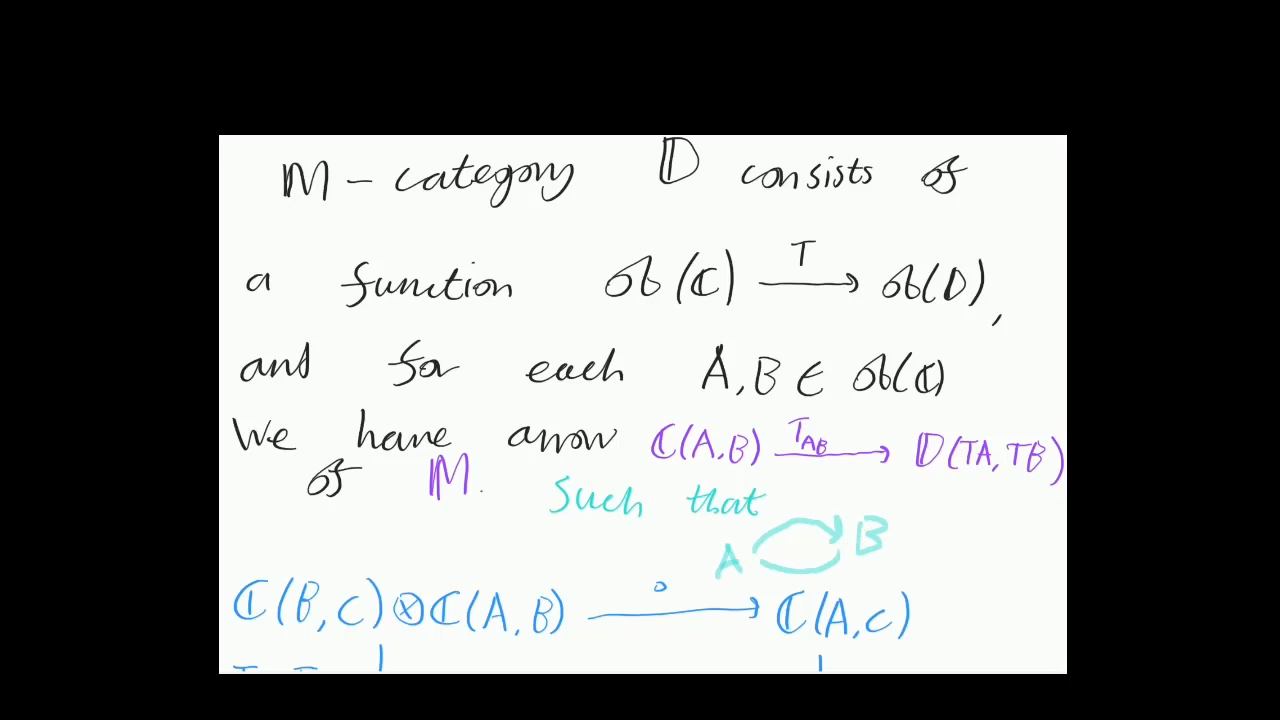 M - category 𝔻 consists of
a function ob(ℂ) —T→ ob(𝔻),
and for each A, B ∈ ob(ℂ)
We have arrow ℂ(A,B) —T_AB→ 𝔻(TA, TB)
of M. Such that
A B
ℂ(B,C) ⊗ ℂ(A,B) —∘→ ℂ(A,C)